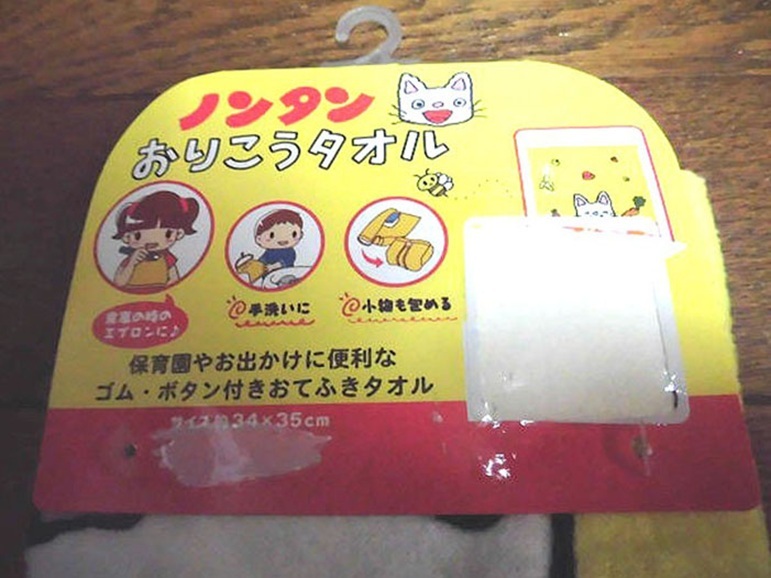 ノンタン
おりこうタオル
食事の時の
エプロンに♪
手洗いに
小物も包める
保育園やお出かけに便利な
ゴム・ボタン付きおてふきタオル
サイズ約34×35cm